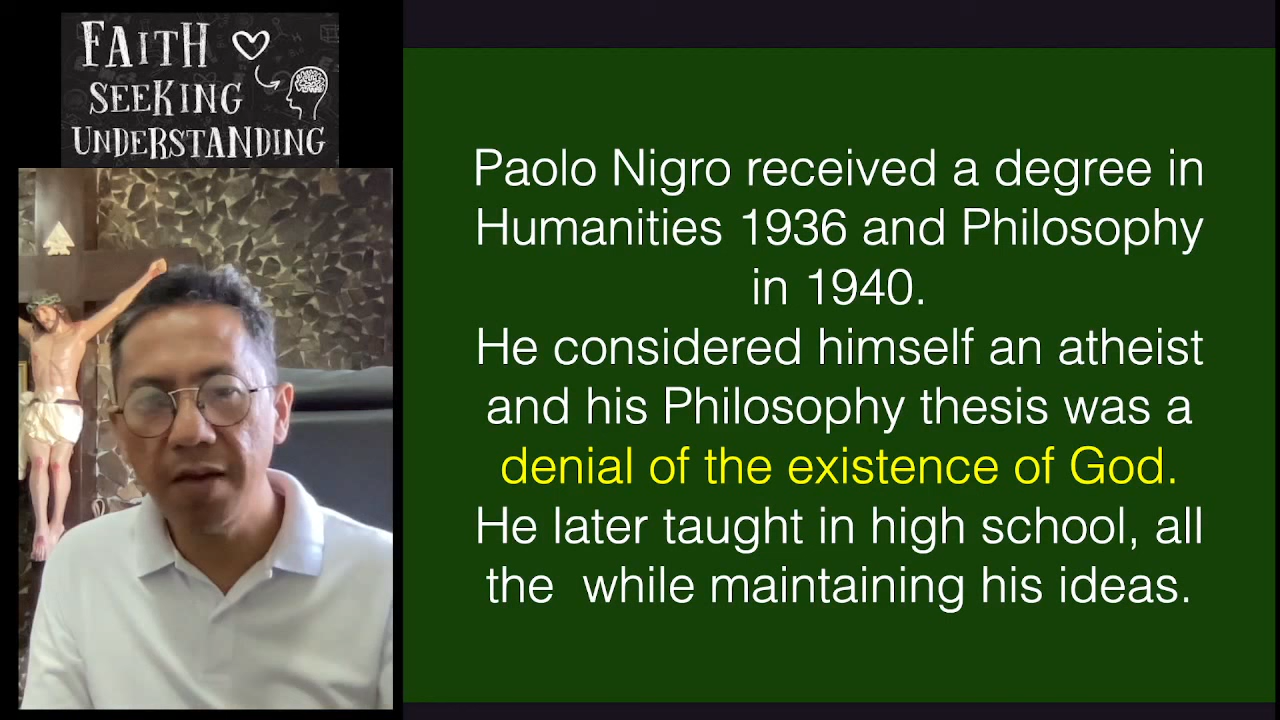 FAITH
SEEKING
UNDERSTANDING
Paolo Nigro received a degree in
Humanities 1936 and Philosophy
in 1940.
He considered himself an atheist
and his Philosophy thesis was a
denial of the existence of God.
He later taught in high school, all
the  while maintaining his ideas.